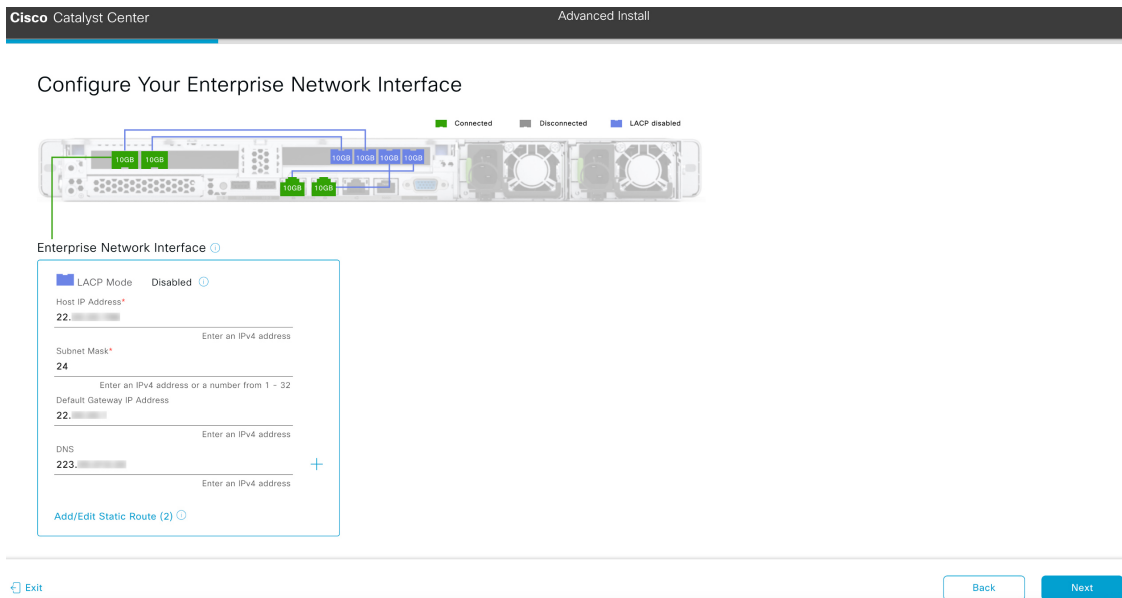 Cisco Catalyst Center
Advanced Install
Configure Your Enterprise Network Interface
Connected
Disconnected
LACP disabled
10GB 10GB
10GB 10GB 10GB 10GB
10GB 10GB
Enterprise Network Interface
LACP Mode Disabled
Host IP Address*
22.
Enter an IPv4 address
Subnet Mask*
24
Enter an IPv4 address or a number from 1 - 32
Default Gateway IP Address
22.
Enter an IPv4 address
DNS
223.
Enter an IPv4 address
Add/Edit Static Route (2)
Exit
Back
Next